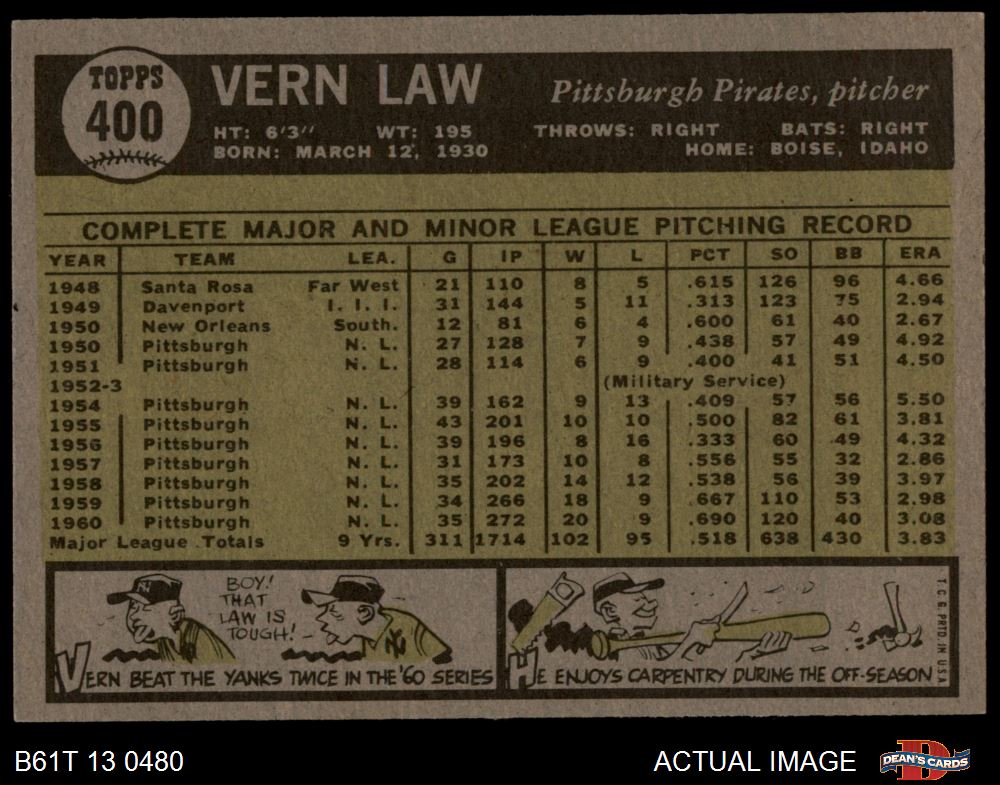 TOPPS
400
VERN LAW
Pittsburgh Pirates, pitcher
HT: 6'3" WT: 195 THROWS: RIGHT BATS: RIGHT
BORN: MARCH 12, 1930 HOME: BOISE, IDAHO
COMPLETE MAJOR AND MINOR LEAGUE PITCHING RECORD
YEAR TEAM LEA. G IP W L PCT SO BB ERA
1948 Santa Rosa Far West 21 110 8 5 .615 126 96 4.66
1949 Davenport I. I. I. 31 144 5 11 .313 123 75 2.94
1950 New Orleans South. 12 81 6 4 .600 61 40 2.67
1950 Pittsburgh N. L. 27 128 7 9 .438 57 49 4.92
1951 Pittsburgh N. L. 28 114 6 9 .400 41 51 4.50
1952-3 (Military Service)
1954 Pittsburgh N. L. 39 162 9 13 .409 57 56 5.50
1955 Pittsburgh N. L. 43 201 10 10 .500 82 61 3.81
1956 Pittsburgh N. L. 39 196 8 16 .333 60 49 4.32
1957 Pittsburgh N. L. 31 173 10 8 .556 55 32 2.86
1958 Pittsburgh N. L. 35 202 14 12 .538 56 39 3.97
1959 Pittsburgh N. L. 34 266 18 9 .667 110 53 2.98
1960 Pittsburgh N. L. 35 272 20 9 .690 120 40 3.08
Major League Totals 9 Yrs. 311 1714 102 95 .518 638 430 3.83
BOY!
THAT
LAW IS
TOUGH!
NY
NY
VERN BEAT THE YANKS TWICE IN THE '60 SERIES
HE ENJOYS CARPENTRY DURING THE OFF-SEASON
T. C. G. PRTD. IN U.S.A.
B61T 13 0480
ACTUAL IMAGE
D
DEAN'S CARDS